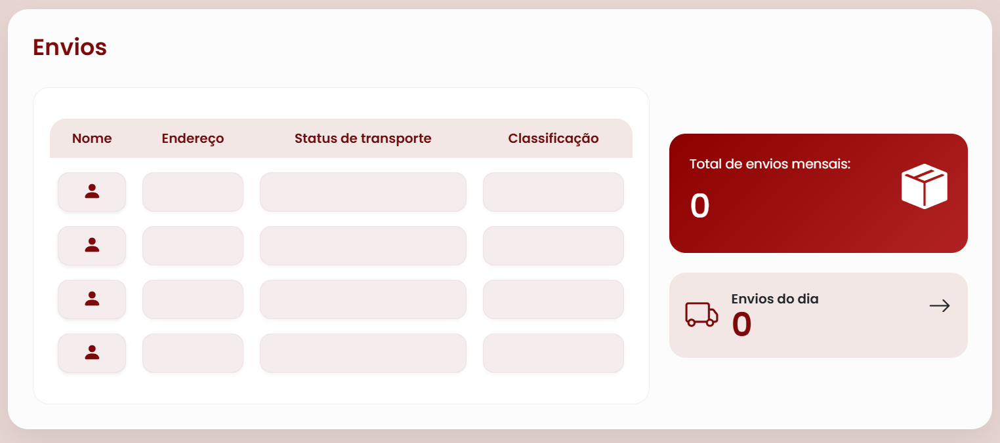 Envios
Nome Endereço Status de transporte Classificação
Total de envios mensais:
0
Envios do dia
0